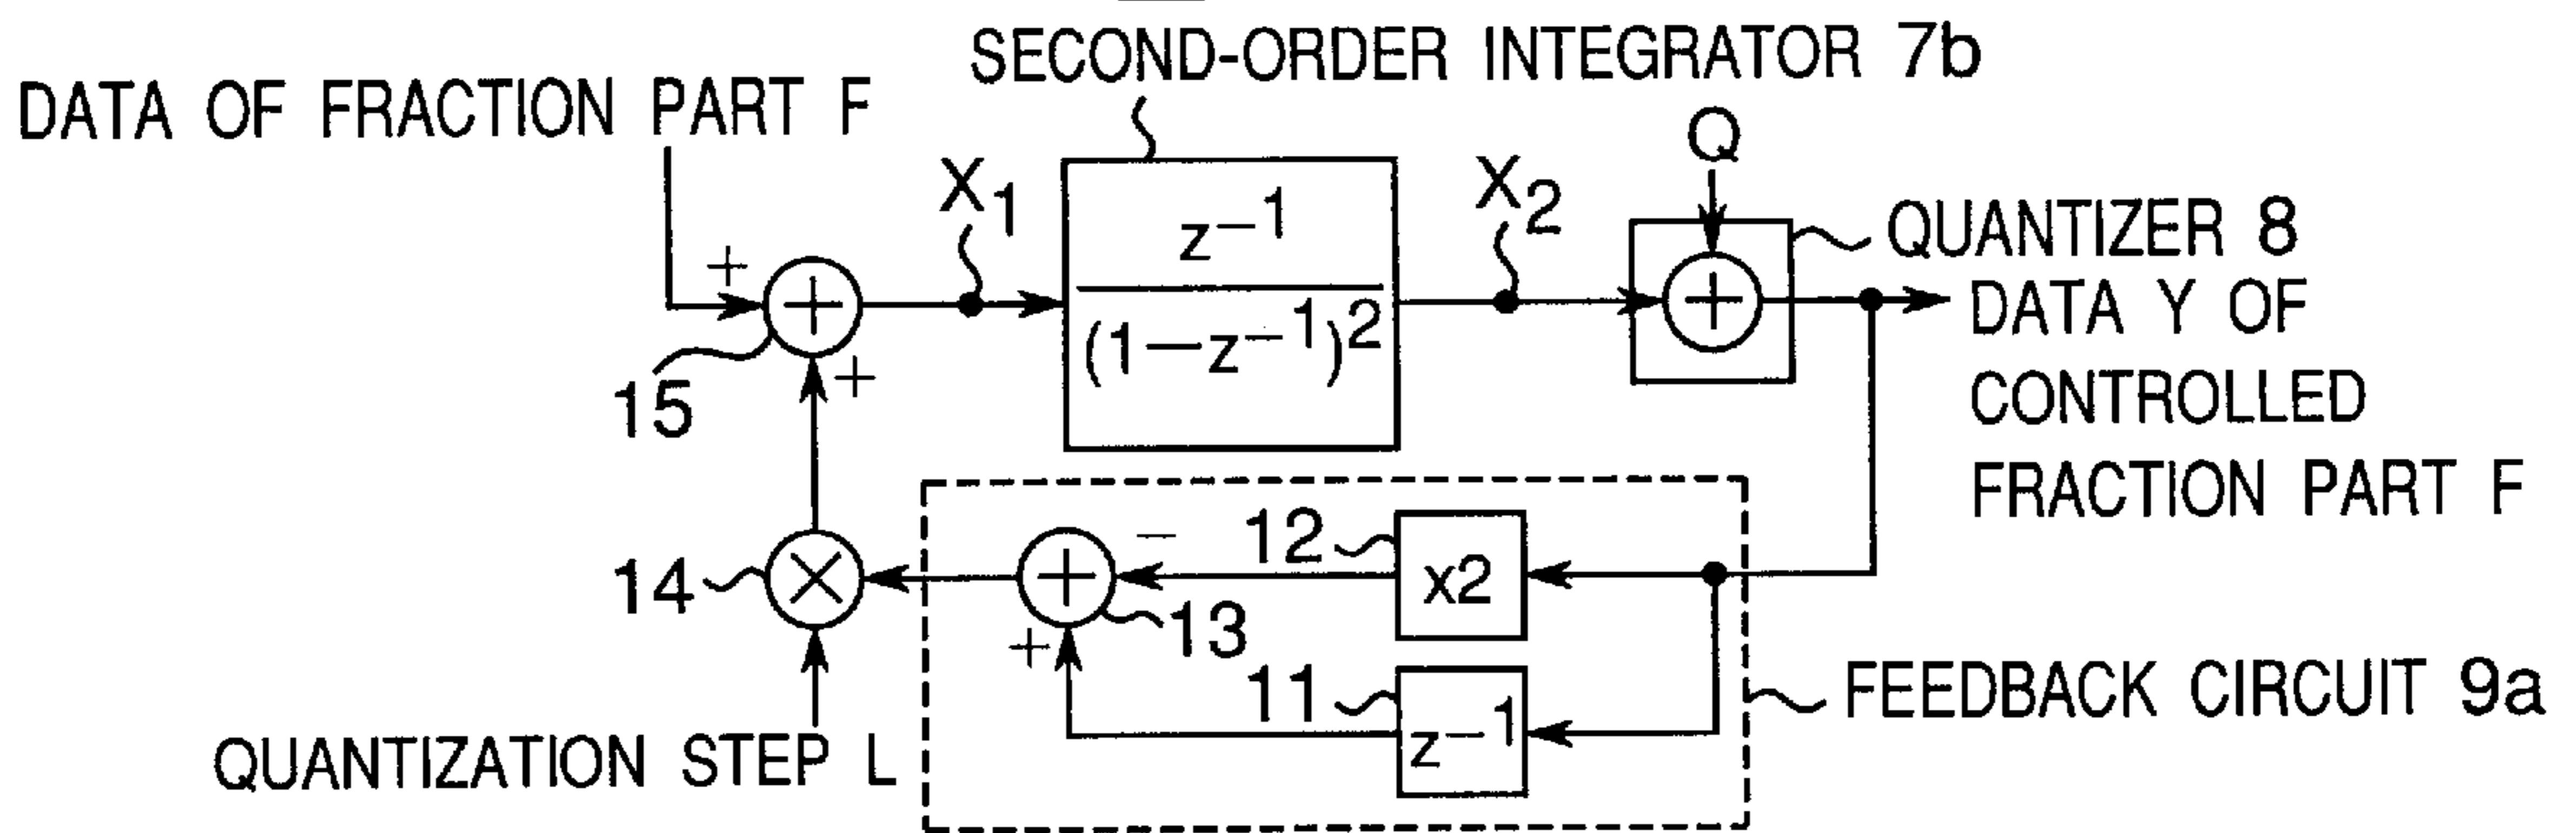 SECOND-ORDER INTEGRATOR 7b
DATA OF FRACTION PART F
Q
X1
X2
z−1
(1−z−1)2
QUANTIZER 8
DATA Y OF
CONTROLLED
FRACTION PART F
+
+
+
+
15
14
×
QUANTIZATION STEP L
+
−
+
13
12
x2
11
z−1
FEEDBACK CIRCUIT 9a